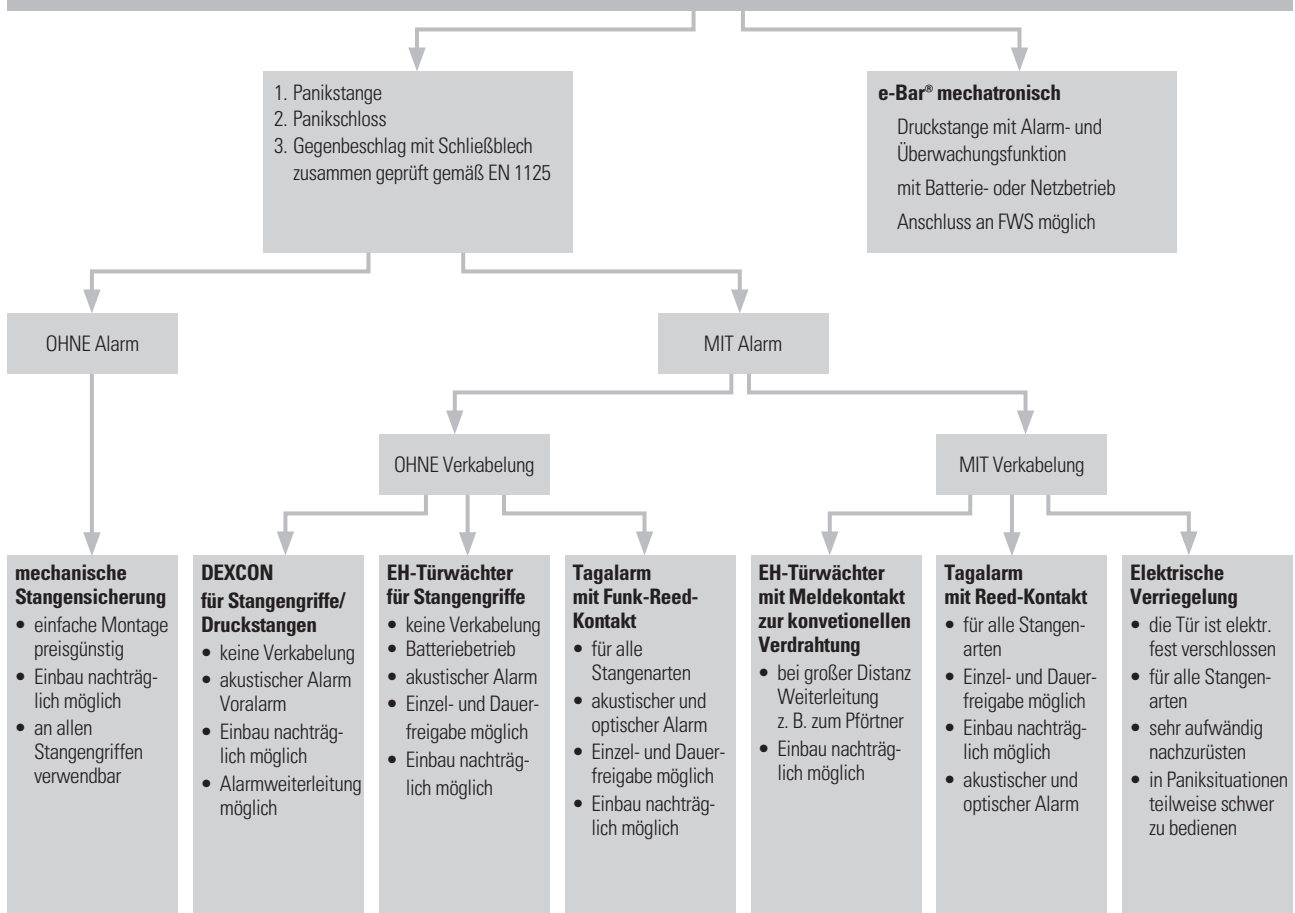 1. Panikstange
2. Panikschloss
3. Gegenbeschlag mit Schließblech
zusammen geprüft gemäß EN 1125
e-Bar® mechatronisch
Druckstange mit Alarm- und
Überwachungsfunktion
mit Batterie- oder Netzbetrieb
Anschluss an FWS möglich
OHNE Alarm
MIT Alarm
OHNE Verkabelung
MIT Verkabelung
mechanische
Stangensicherung
• einfache Montage
preisgünstig
• Einbau nachträg-
lich möglich
• an allen
Stangengriffen
verwendbar
DEXCON
für Stangengriffe/
Druckstangen
• keine Verkabelung
• akustischer Alarm
Voralarm
• Einbau nachträg-
lich möglich
• Alarmweiterleitung
möglich
EH-Türwächter
für Stangengriffe
• keine Verkabelung
• Batteriebetrieb
• akustischer Alarm
• Einzel- und Dauer-
freigabe möglich
• Einbau nachträg-
lich möglich
Tagalarm
mit Funk-Reed-
Kontakt
• für alle
Stangenarten
• akustischer und
optischer Alarm
• Einzel- und Dauer-
freigabe möglich
• Einbau nachträg-
lich möglich
EH-Türwächter
mit Meldekontakt
zur konvetionellen
Verdrahtung
• bei großer Distanz
Weiterleitung
z. B. zum Pförtner
• Einbau nachträg-
lich möglich
Tagalarm
mit Reed-Kontakt
• für alle Stangen-
arten
• Einzel- und Dauer-
freigabe möglich
• Einbau nachträg-
lich möglich
• akustischer und
optischer Alarm
Elektrische
Verriegelung
• die Tür ist elektr.
fest verschlossen
• für alle Stangen-
arten
• sehr aufwändig
nachzurüsten
• in Paniksituationen
teilweise schwer
zu bedienen